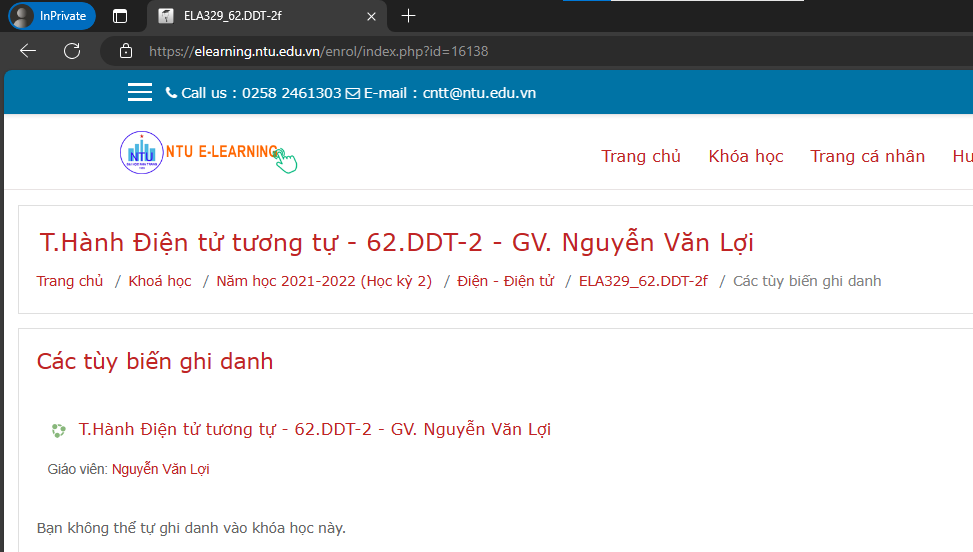 InPrivate
ELA329_62.DDT-2f
https://elearning.ntu.edu.vn/enrol/index.php?id=16138
Call us : 0258 2461303 E-mail : cntt@ntu.edu.vn
NTU
NTU E-LEARNING
Trang chủ Khóa học Trang cá nhân Hu
T.Hành Điện tử tương tự - 62.DDT-2 - GV. Nguyễn Văn Lợi
Trang chủ / Khoá học / Năm học 2021-2022 (Học kỳ 2) / Điện - Điện tử / ELA329_62.DDT-2f / Các tùy biến ghi danh
Các tùy biến ghi danh
T.Hành Điện tử tương tự - 62.DDT-2 - GV. Nguyễn Văn Lợi
Giáo viên: Nguyễn Văn Lợi
Bạn không thể tự ghi danh vào khóa học này.